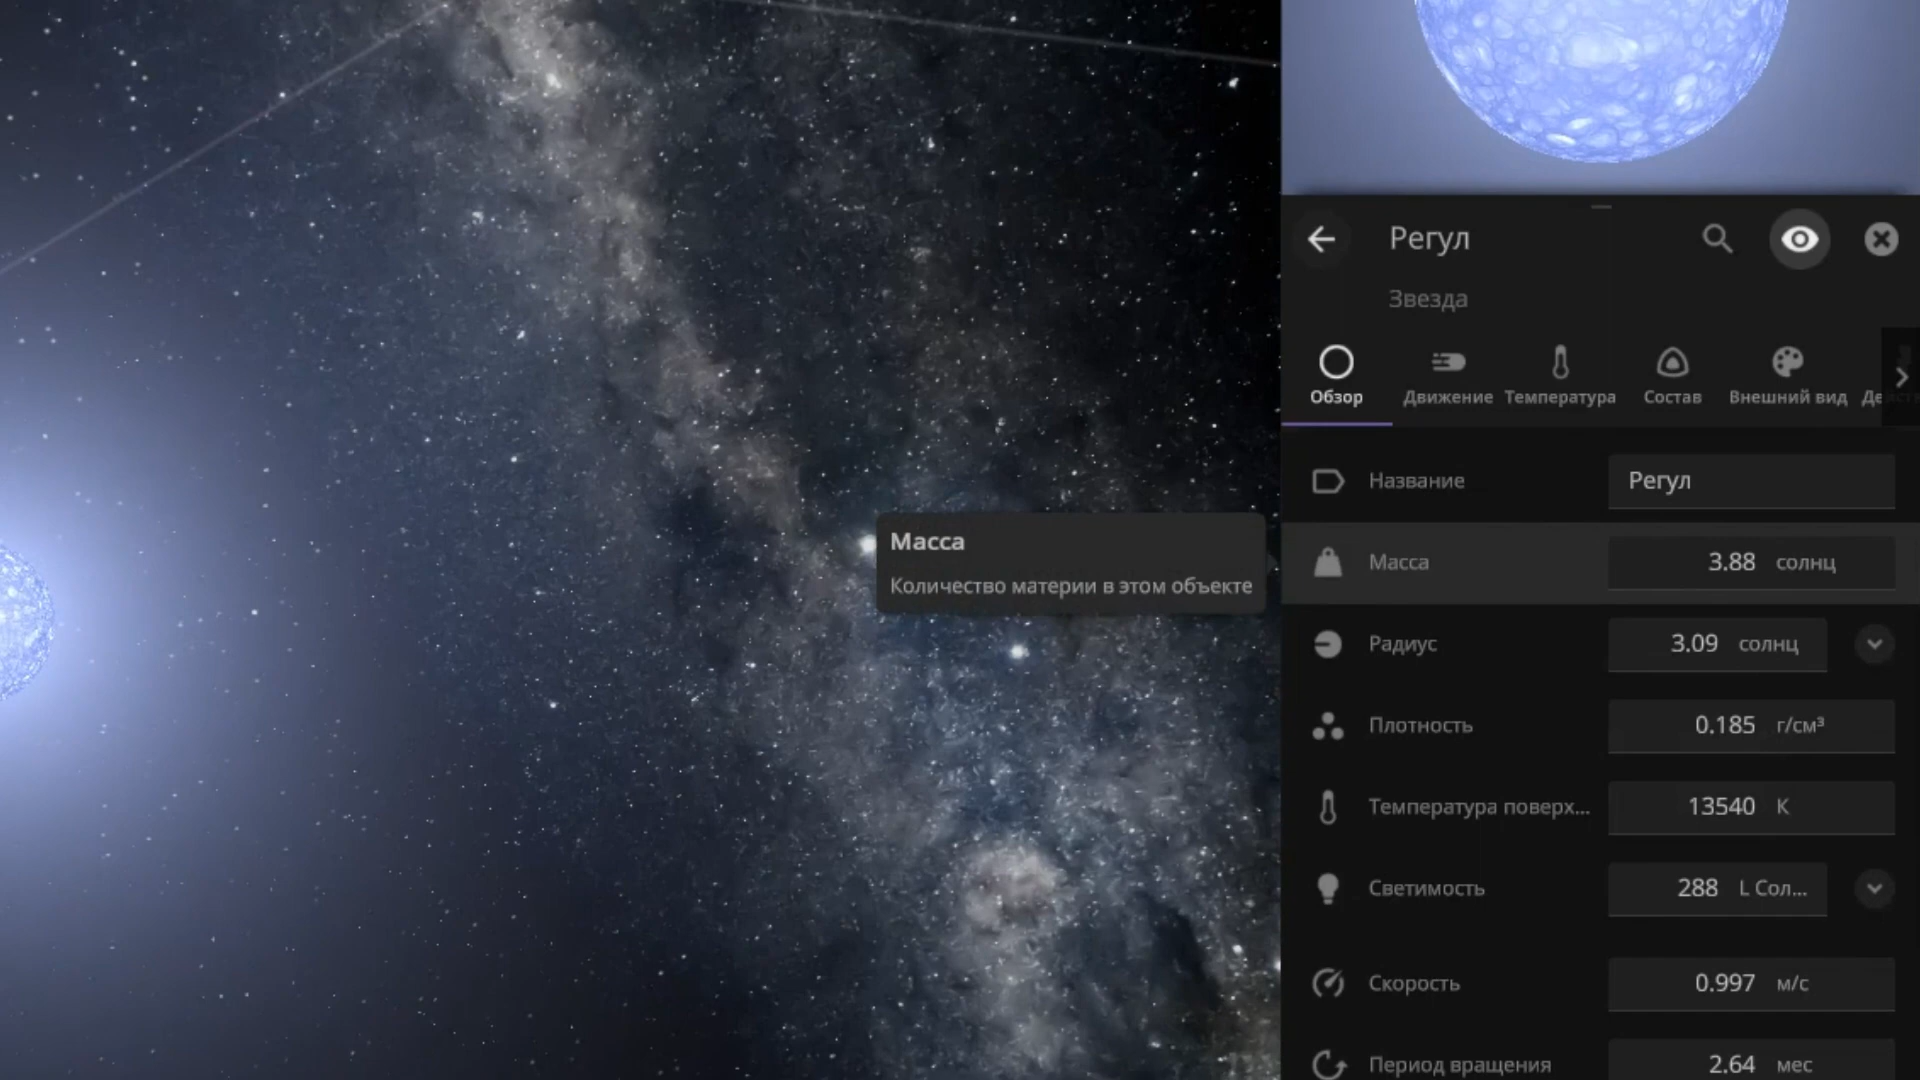 Регул
Звезда
Обзор
Движение
Температура
Состав
Внешний вид
Название
Регул
Масса
Количество материи в этом объекте
Масса
3.88 солнц
Радиус
3.09 солнц
Плотность
0.185 г/см³
Температура поверх...
13540 K
Светимость
288 L Сол...
Скорость
0.997 м/с
Период вращения
2.64 мес